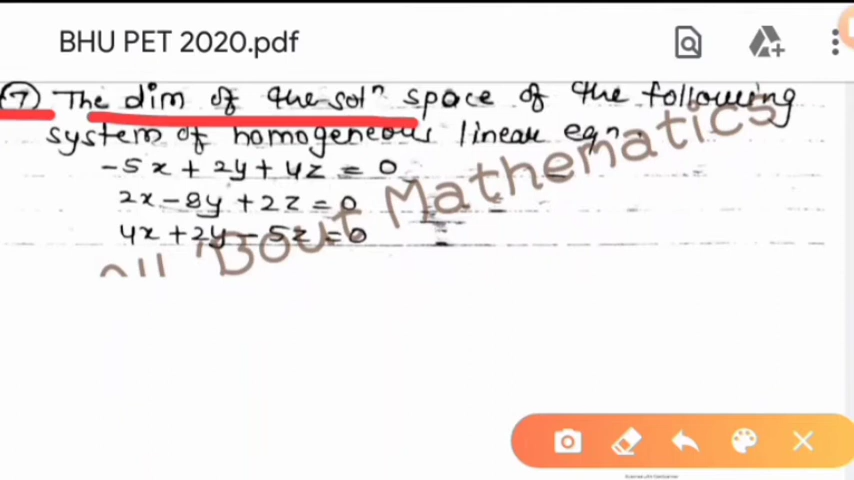 BHU PET 2020.pdf
⑦ The dim of the solⁿ space of the following
system of homogeneous linear eqⁿ.
-5x + 2y + 4z = 0
2x - 8y + 2z = 0
4x + 2y - 5z = 0
all 'Bout Mathematics